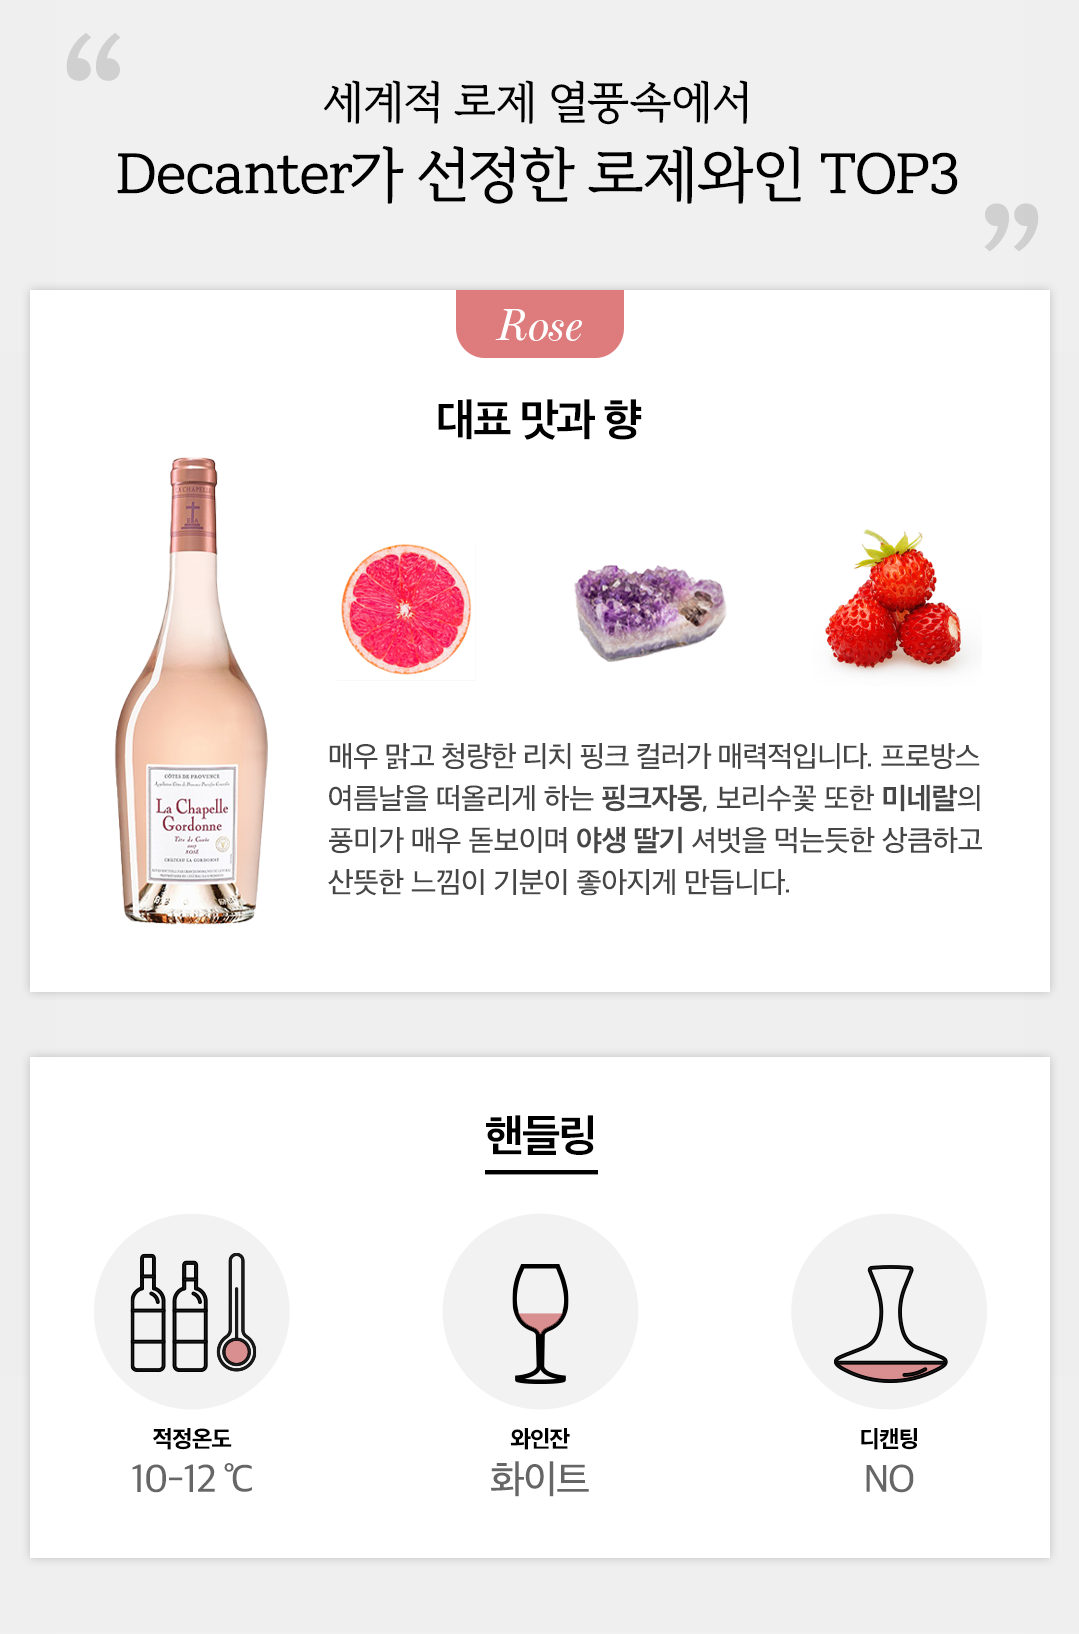 세계적 로제 열풍속에서
Decanter가 선정한 로제와인 TOP3
Rose
대표 맛과 향
LA CHAPELLE
CÔTES DE PROVENCE
La Chapelle
Gordonne
Tête de Cuvée
ROSÉ
CHÂTEAU LA GORDONNE
매우 맑고 청량한 리치 핑크 컬러가 매력적입니다. 프로방스
여름날을 떠올리게 하는 핑크자몽, 보리수꽃 또한 미네랄의
풍미가 매우 돋보이며 야생 딸기 셔벗을 먹는듯한 상큼하고
산뜻한 느낌이 기분이 좋아지게 만듭니다.
핸들링
적정온도
10-12 ℃
와인잔
화이트
디캔팅
NO